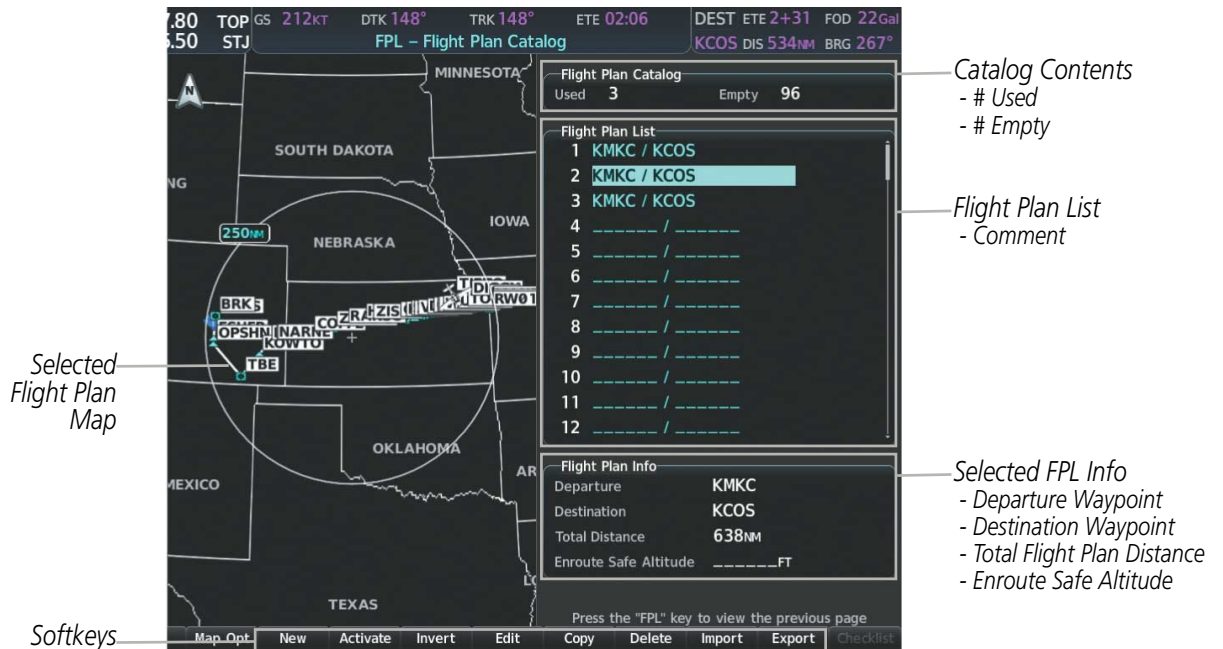 .80 TOP GS 212KT DTK 148° TRK 148° ETE 02:06 DEST ETE 2+31 FOD 22Gal
.50 STJ FPL – Flight Plan Catalog KCOS DIS 534NM BRG 267°
N
MINNESOTA
SOUTH DAKOTA
NG
IOWA
250NM
NEBRASKA
BRK
OPSHN
NARNE
KOWTO
TBE
ZIS
RW01
OKLAHOMA
AR
MEXICO
TEXAS
Flight Plan Catalog
Used 3 Empty 96
Flight Plan List
1 KMKC / KCOS
2 KMKC / KCOS
3 KMKC / KCOS
4 ______ / ______
5 ______ / ______
6 ______ / ______
7 ______ / ______
8 ______ / ______
9 ______ / ______
10 ______ / ______
11 ______ / ______
12 ______ / ______
Flight Plan Info
Departure KMKC
Destination KCOS
Total Distance 638NM
Enroute Safe Altitude ______FT
Press the "FPL" key to view the previous page
Map Opt New Activate Invert Edit Copy Delete Import Export Checklist
Catalog Contents
- # Used
- # Empty
Flight Plan List
- Comment
Selected FPL Info
- Departure Waypoint
- Destination Waypoint
- Total Flight Plan Distance
- Enroute Safe Altitude
Selected
Flight Plan
Map
Softkeys